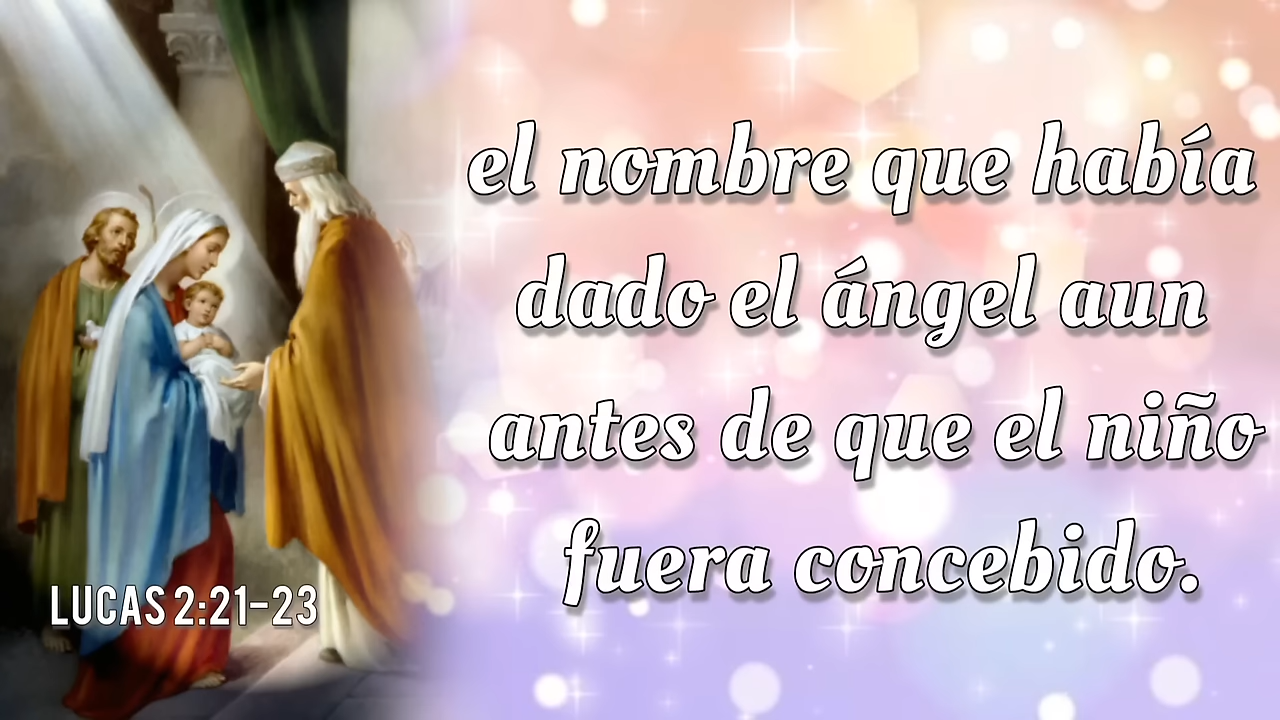 el nombre que había
dado el ángel aun
antes de que el niño
fuera concebido.
LUCAS 2:21-23